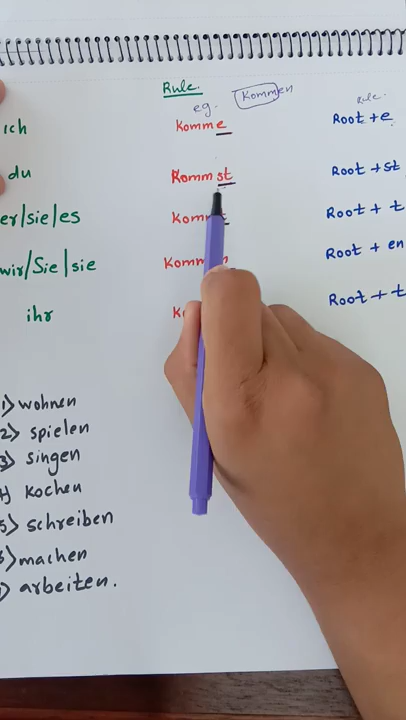 Rule.
eg. Kommen rule.
ich Komme Root + e
du Kommst Root + st
er/sie/es Kommt Root + t
wir/Sie/sie Root + en
ihr Root + t
1) wohnen
2) spielen
3) singen
4) Kochen
5) schreiben
machen
arbeiten.